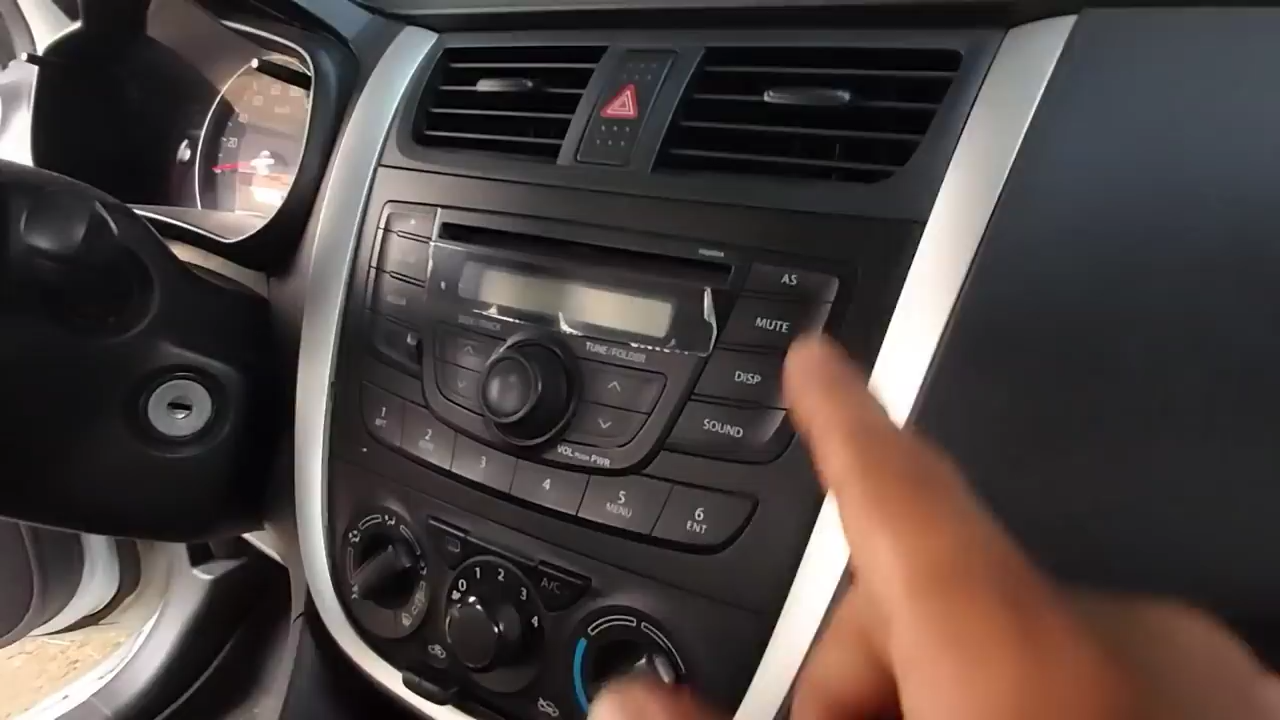 20
AS
MUTE
DISP
TUNE/FOLDER
SOUND
VOL PUSH PWR
1
2
3
4
5
MENU
6
ENT
0 1 2 3 4
A/C